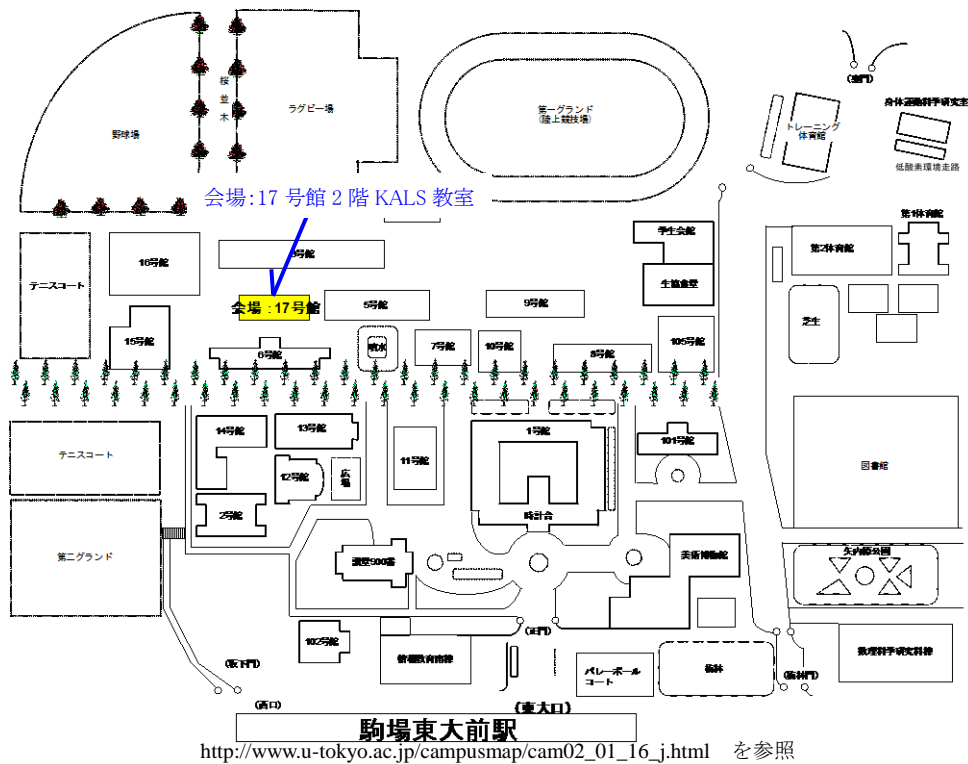 桜並木
野球場
ラグビー場
第一グランド
(陸上競技場)
トレーニング
体育館
身体運動科学研究室
低酸素環境走路
会場:17 号館 2 階 KALS 教室
学生会館
第1体育館
第2体育館
16号館
テニスコート
生協食堂
会場：17号館
5号館
9号館
芝生
15号館
6号館
噴水
7号館
10号館
8号館
105号館
14号館
13号館
1号館
101号館
テニスコート
12号館
広場
11号館
図書館
2号館
時計台
第二グランド
講堂900番
美術博物館
矢内原公園
102号館
(正門)
情報教育南棟
数理科学研究科棟
(坂下門)
バレーボール
コート
梅林
(梅林門)
(西口)
(東大口)
駒場東大前駅
http://www.u-tokyo.ac.jp/campusmap/cam02_01_16_j.html　を参照